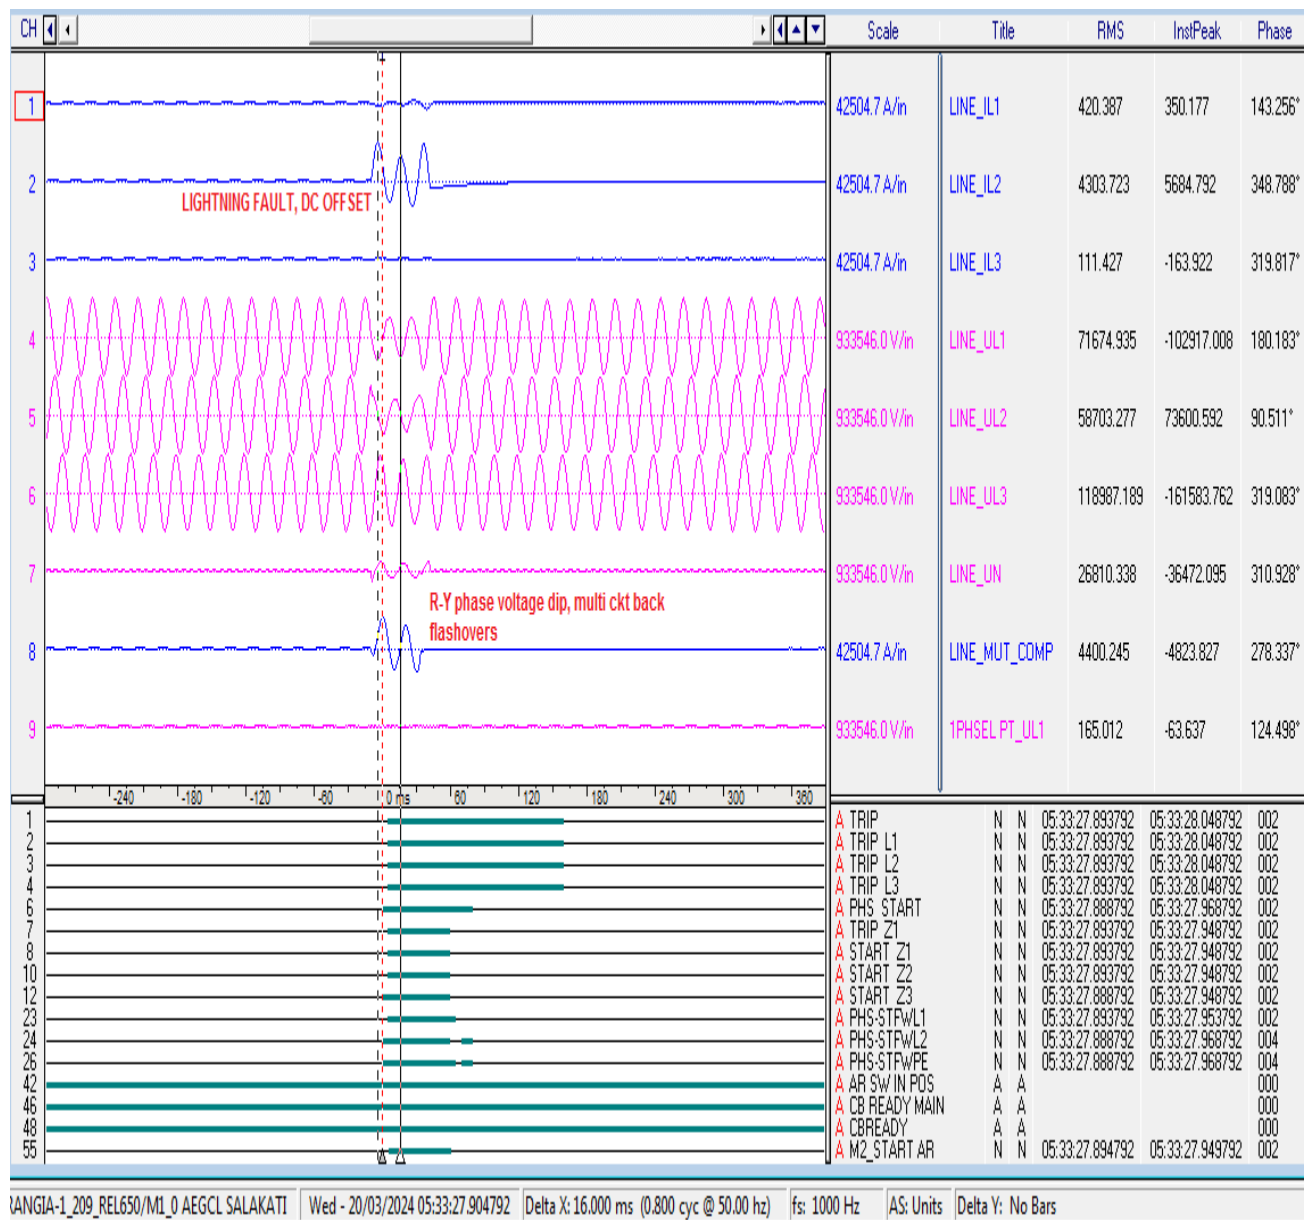 CH Scale Title RMS InstPeak Phase
1 42504.7 A/in LINE_IL1 420.387 350.177 143.256°
2 42504.7 A/in LINE_IL2 4303.723 5684.792 348.788°
LIGHTNING FAULT, DC OFFSET
3 42504.7 A/in LINE_IL3 111.427 -163.922 319.817°
4 933546.0 V/in LINE_UL1 71674.935 -102917.008 180.183°
5 933546.0 V/in LINE_UL2 58703.277 73600.592 90.511°
6 933546.0 V/in LINE_UL3 118987.189 -161583.762 319.083°
7 933546.0 V/in LINE_UN 26810.338 -36472.095 310.928°
R-Y phase voltage dip, multi ckt back
flashovers
8 42504.7 A/in LINE_MUT_COMP 4400.245 -4823.827 278.337°
9 933546.0 V/in 1PHSEL PT_UL1 165.012 -63.637 124.498°
-240 -180 -120 -60 0 ms 60 120 180 240 300 360
1 A TRIP N N 05:33:27.893792 05:33:28.048792 002
2 A TRIP L1 N N 05:33:27.893792 05:33:28.048792 002
3 A TRIP L2 N N 05:33:27.893792 05:33:28.048792 002
4 A TRIP L3 N N 05:33:27.893792 05:33:28.048792 002
6 A PHS START N N 05:33:27.888792 05:33:27.968792 002
7 A TRIP Z1 N N 05:33:27.893792 05:33:27.948792 002
8 A START Z1 N N 05:33:27.893792 05:33:27.948792 002
10 A START Z2 N N 05:33:27.893792 05:33:27.948792 002
12 A START Z3 N N 05:33:27.888792 05:33:27.948792 002
23 A PHS-STFWL1 N N 05:33:27.893792 05:33:27.953792 002
24 A PHS-STFWL2 N N 05:33:27.888792 05:33:27.968792 004
26 A PHS-STFWPE N N 05:33:27.888792 05:33:27.968792 004
42 A AR SW IN POS A A 000
46 A CB READY MAIN A A 000
48 A CBREADY A A 000
55 A M2_START AR N N 05:33:27.894792 05:33:27.949792 002
RANGIA-1_209_REL650/M1_0 AEGCL SALAKATI Wed - 20/03/2024 05:33:27.904792 Delta X: 16.000 ms (0.800 cyc @ 50.00 hz) fs: 1000 Hz AS: Units Delta Y: No Bars